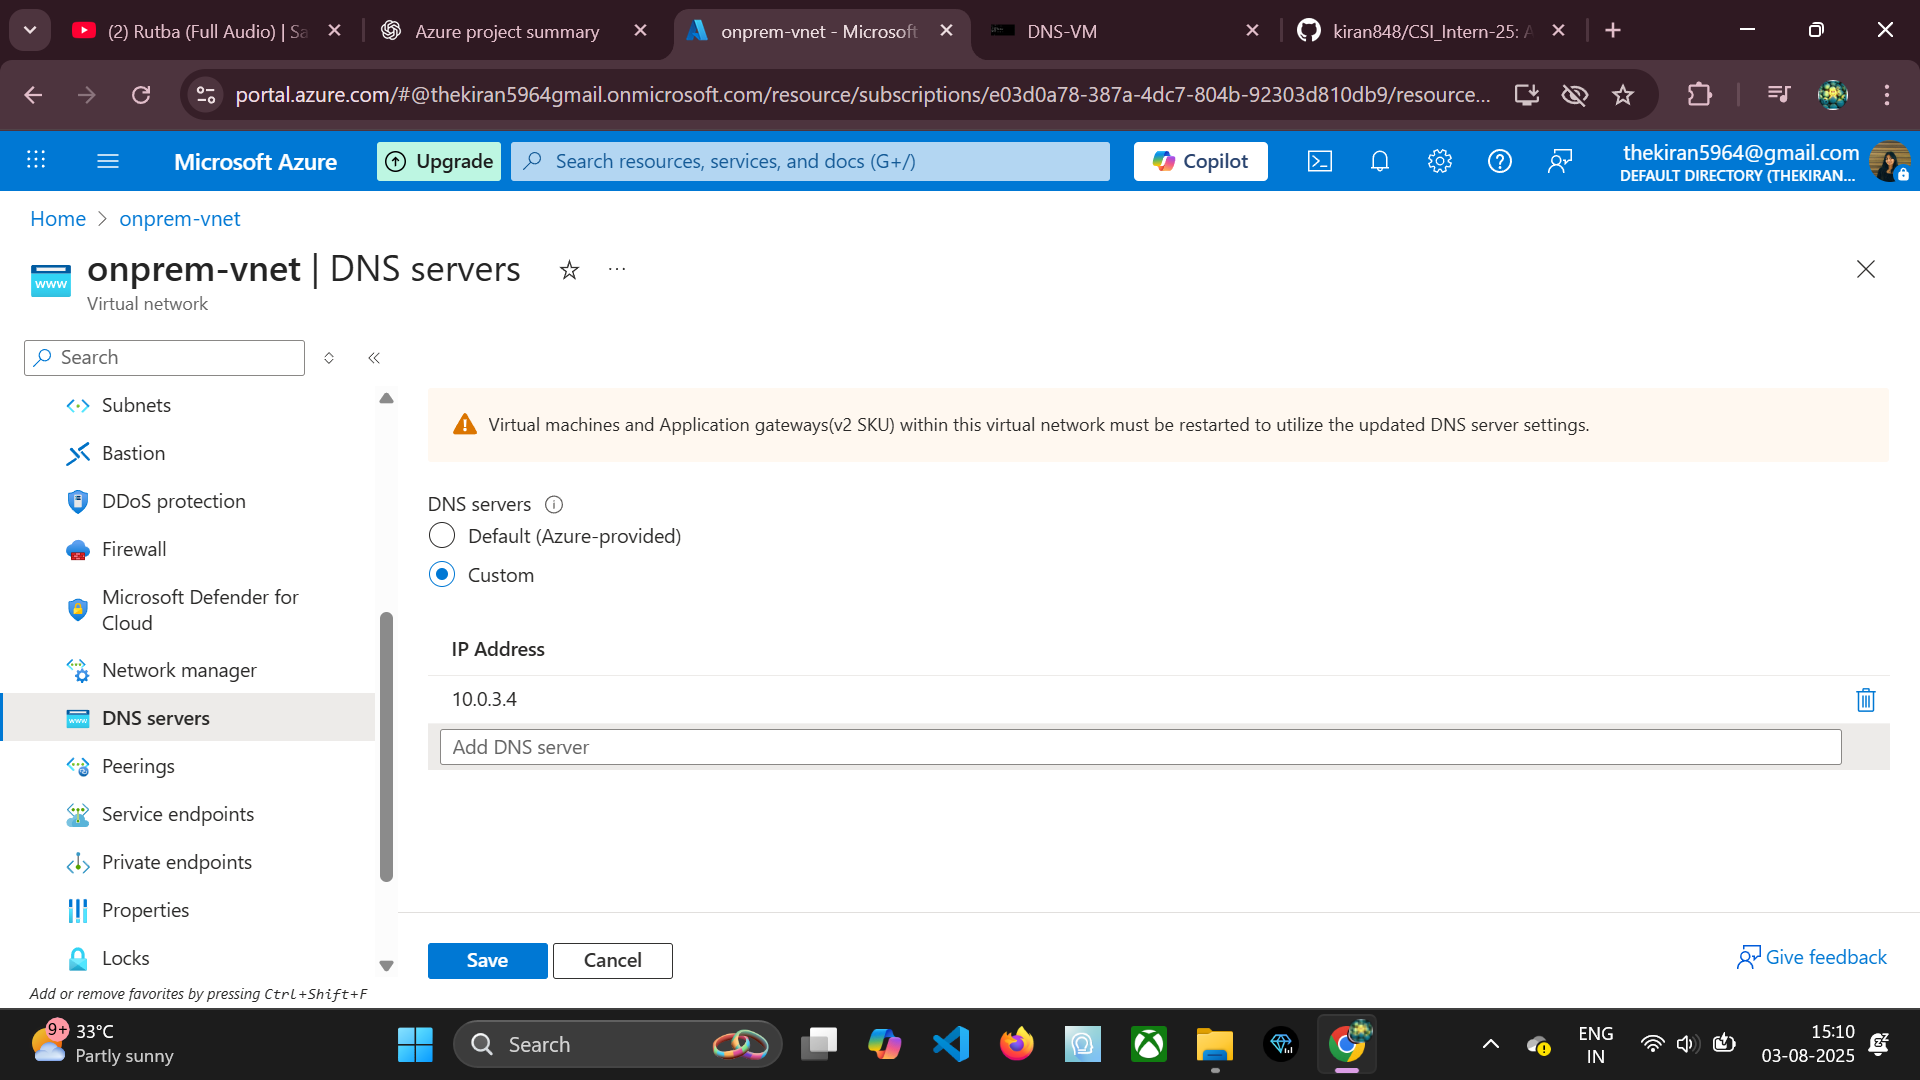 (2) Rutba (Full Audio) | Sa
Azure project summary
onprem-vnet - Microsoft
DNS-VM
kiran848/CSI_Intern-25: A
portal.azure.com/#@thekiran5964gmail.onmicrosoft.com/resource/subscriptions/e03d0a78-387a-4dc7-804b-92303d810db9/resource...
Microsoft Azure
Upgrade
Search resources, services, and docs (G+/)
Copilot
thekiran5964@gmail.com
DEFAULT DIRECTORY (THEKIRAN...
Home > onprem-vnet
www
onprem-vnet | DNS servers
Virtual network
Search
Subnets
Bastion
DDoS protection
Firewall
Microsoft Defender for
Cloud
Network manager
DNS servers
Peerings
Service endpoints
Private endpoints
Properties
Locks
Add or remove favorites by pressing Ctrl+Shift+F
Virtual machines and Application gateways(v2 SKU) within this virtual network must be restarted to utilize the updated DNS server settings.
DNS servers
Default (Azure-provided)
Custom
IP Address
10.0.3.4
Add DNS server
Save
Cancel
Give feedback
9+
33°C
Partly sunny
Search
ENG
IN
15:10
03-08-2025